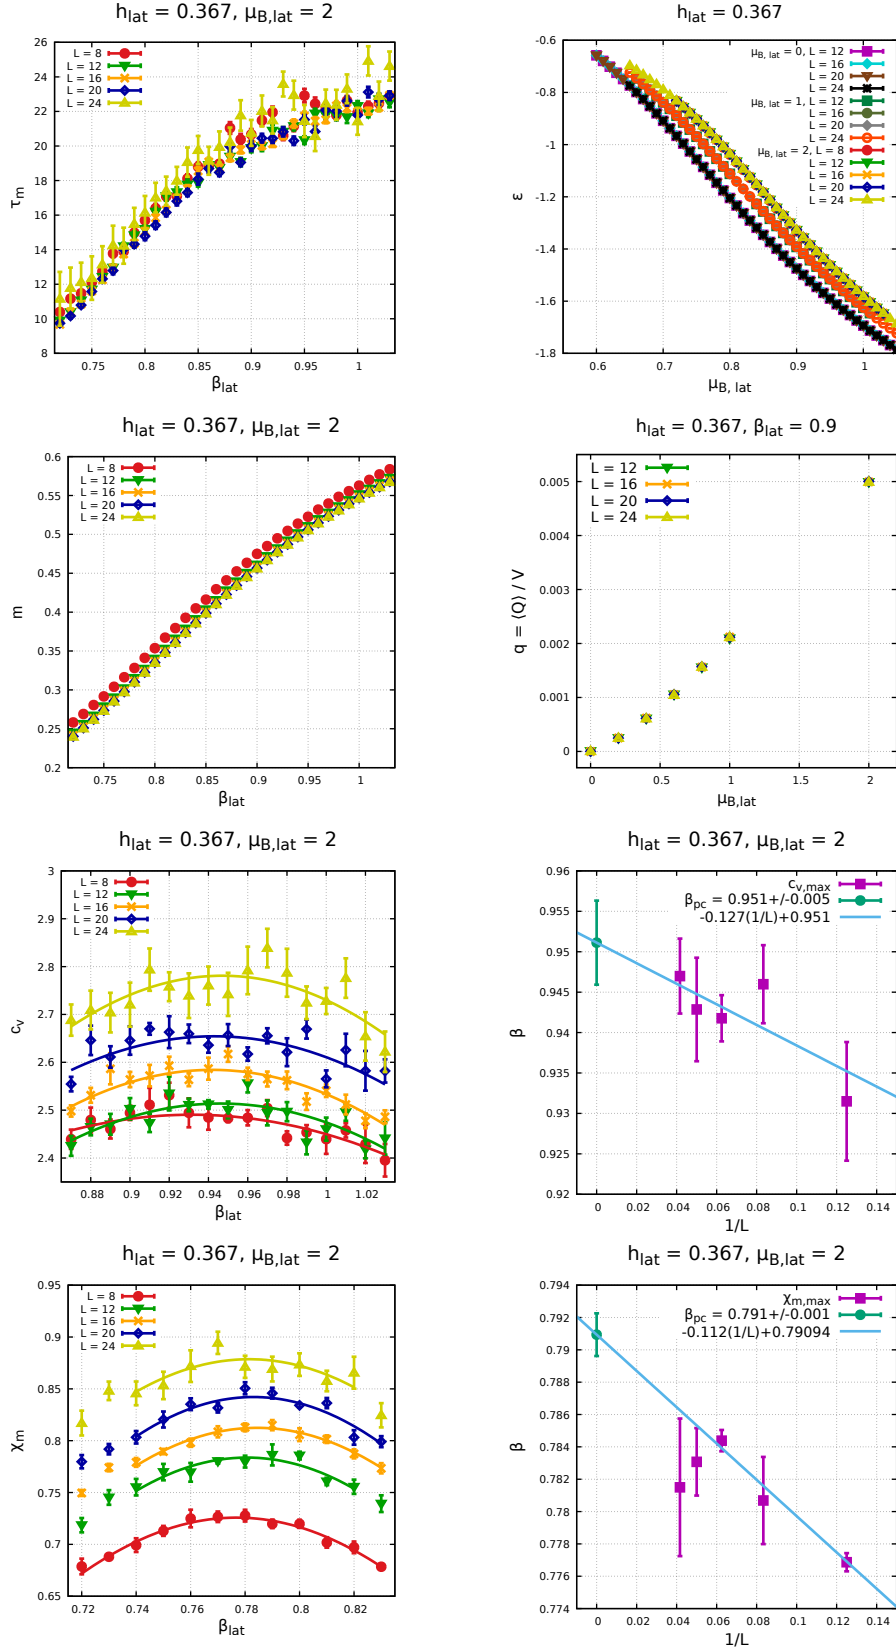 h_lat = 0.367, μ_B,lat = 2
L = 8
L = 12
L = 16
L = 20
L = 24
τ_m
26
24
22
20
18
16
14
12
10
8
0.75
0.8
0.85
0.9
0.95
1
β_lat
h_lat = 0.367
μ_B, lat = 0, L = 12
L = 16
L = 20
L = 24
μ_B, lat = 1, L = 12
L = 16
L = 20
L = 24
μ_B, lat = 2, L = 8
L = 12
L = 16
L = 20
L = 24
ε
-0.6
-0.8
-1
-1.2
-1.4
-1.6
-1.8
0.6
0.7
0.8
0.9
1
μ_B, lat
h_lat = 0.367, μ_B,lat = 2
L = 8
L = 12
L = 16
L = 20
L = 24
m
0.6
0.55
0.5
0.45
0.4
0.35
0.3
0.25
0.2
0.75
0.8
0.85
0.9
0.95
1
β_lat
h_lat = 0.367, β_lat = 0.9
L = 12
L = 16
L = 20
L = 24
q = ⟨Q⟩ / V
0.005
0.005
0.003
0.002
0.001
0
0
0.5
1
1.5
2
μ_B,lat
h_lat = 0.367, μ_B,lat = 2
L = 8
L = 12
L = 16
L = 20
L = 24
c_v
3
2.9
2.8
2.7
2.6
2.5
2.4
0.88
0.9
0.92
0.94
0.96
0.98
1
1.02
β_lat
h_lat = 0.367, μ_B,lat = 2
c_v,max
β_pc = 0.951+/-0.005
-0.127(1/L)+0.951
β
0.96
0.955
0.95
0.945
0.94
0.935
0.93
0.925
0.92
0
0.02
0.04
0.06
0.08
0.1
0.12
0.14
1/L
h_lat = 0.367, μ_B,lat = 2
L = 8
L = 12
L = 16
L = 20
L = 24
χ_m
0.95
0.9
0.85
0.8
0.75
0.7
0.65
0.72
0.74
0.76
0.78
0.8
0.82
β_lat
h_lat = 0.367, μ_B,lat = 2
χ_m,max
β_pc = 0.791+/-0.001
-0.112(1/L)+0.79094
β
0.794
0.792
0.79
0.788
0.786
0.784
0.782
0.78
0.778
0.776
0.774
0
0.02
0.04
0.06
0.08
0.1
0.12
0.14
1/L